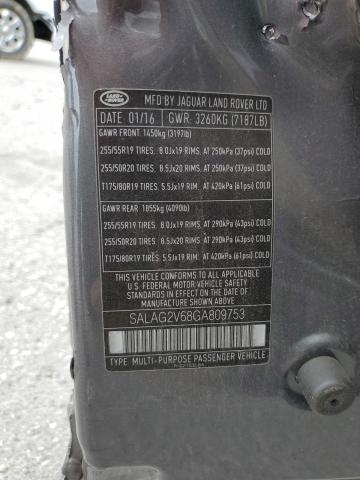 LAND ROVER
MFD BY JAGUAR LAND ROVER LTD
DATE 01/16 GWR 3260KG (7187LB)
GAWR FRONT 1450kg (3197lb)
255/55R19 TIRES. 8.0Jx19 RIMS. AT 250kPA (37psi) COLD
255/50R20 TIRES. 8.5Jx20 RIMS. AT 250kPA (37psi) COLD
T175/80R19 TIRES. 5.5Jx19 RIM. AT 420kPA (61psi) COLD
GAWR REAR 1855kg (4090lb)
255/55R19 TIRES. 8.0Jx19 RIMS. AT 290kPA (43psi) COLD
255/50R20 TIRES. 8.5Jx20 RIMS. AT 290kPA (43psi) COLD
T175/80R19 TIRES. 5.5Jx19 RIM. AT 420kPA (61psi) COLD
THIS VEHICLE CONFORMS TO ALL APPLICABLE
U.S. FEDERAL MOTOR VEHICLE SAFETY
STANDARDS IN EFFECT ON THE DATE OF
MANUFACTURE SHOWN ABOVE
SALAG2V68GA809753
TYPE: MULTI-PURPOSE PASSENGER VEHICLE